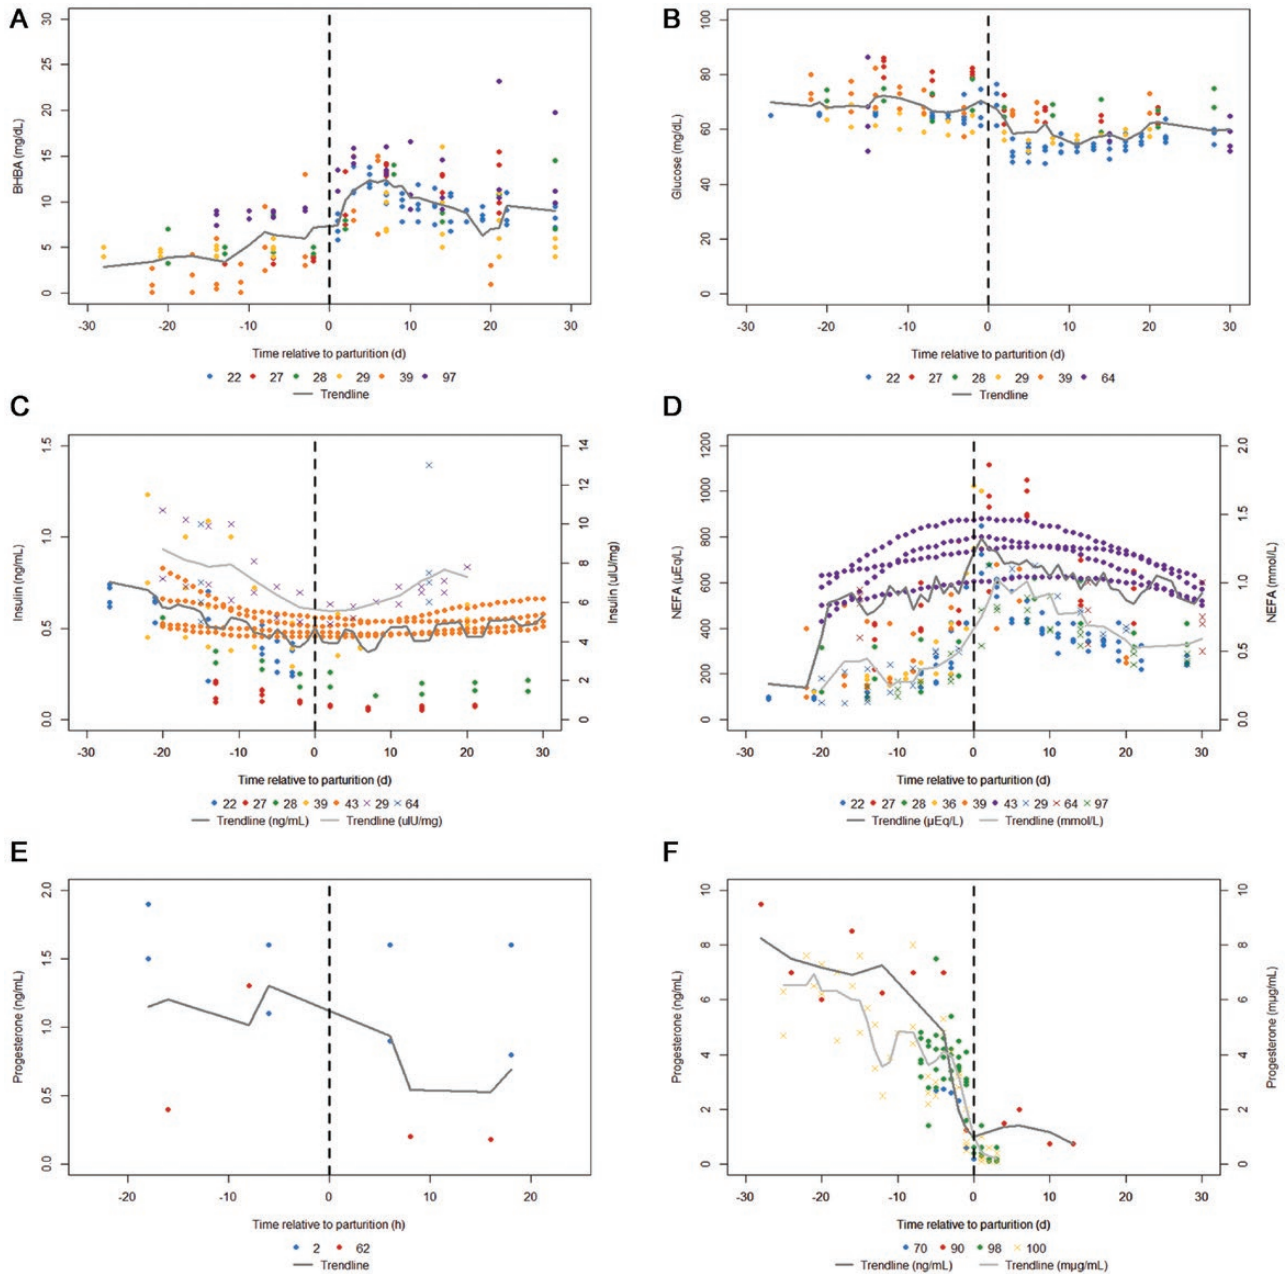 A
BHBA (mg/dL)
30
25
20
15
10
5
0
-30 -20 -10 0 10 20 30
Time relative to parturition (d)
22 27 28 29 39 97
Trendline
B
Glucose (mg/dL)
100
80
60
40
20
0
-30 -20 -10 0 10 20 30
Time relative to parturition (d)
22 27 28 29 39 64
Trendline
C
Insulin (ng/mL)
1.5
1.0
0.5
0.0
Insulin (uIU/mg)
14
12
10
8
6
4
2
0
-30 -20 -10 0 10 20 30
Time relative to parturition (d)
22 27 28 39 43 29 64
Trendline (ng/mL) Trendline (uIU/mg)
D
NEFA (µEq/L)
1200
1000
800
600
400
200
0
NEFA (mmol/L)
2.0
1.5
1.0
0.5
0.0
-30 -20 -10 0 10 20 30
Time relative to parturition (d)
22 27 28 36 39 43 29 64 97
Trendline (µEq/L) Trendline (mmol/L)
E
Progesterone (ng/mL)
2.0
1.5
1.0
0.5
0.0
-20 -10 0 10 20
Time relative to parturition (h)
2 62
Trendline
F
Progesterone (ng/mL)
10
8
6
4
2
0
Progesterone (mµg/mL)
10
8
6
4
2
0
-30 -20 -10 0 10 20 30
Time relative to parturition (d)
70 90 98 100
Trendline (ng/mL) Trendline (mµg/mL)